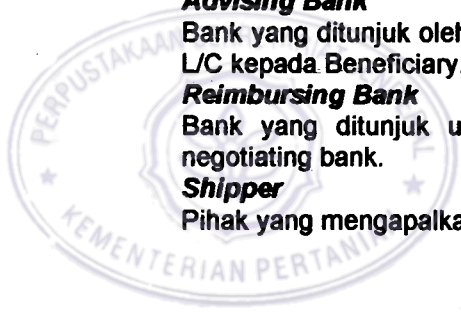 Advising Bank
Bank yang ditunjuk oleh
L/C kepada Beneficiary.
Reimbursing Bank
Bank yang ditunjuk u
negotiating bank.
Shipper
Pihak yang mengapalka
PERPUSTAKAAN
KEMENTERIAN PERTANIAN